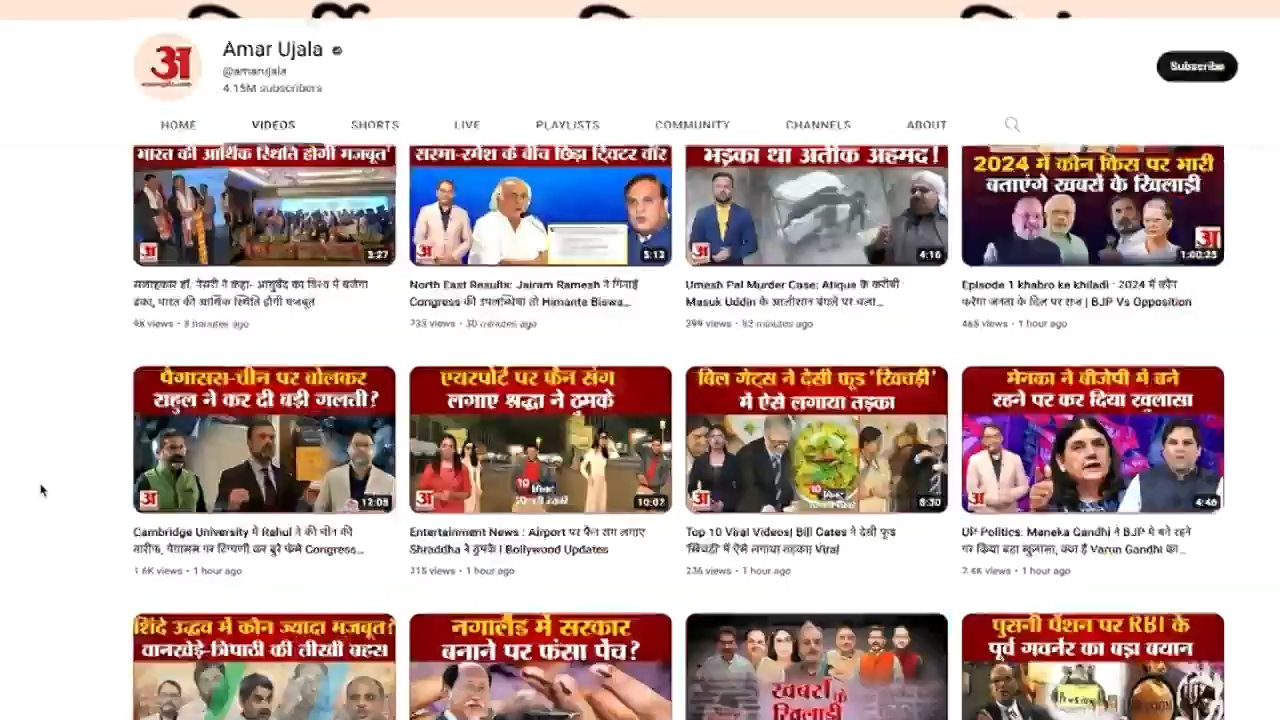 Amar Ujala
@amarujala
4.15M subscribers
Subscribe
HOME VIDEOS SHORTS LIVE PLAYLISTS COMMUNITY CHANNELS ABOUT
भारत की आर्थिक स्थिति होगी मजबूत'
सरमा-रमेश के बीच छिड़ा ट्विटर वॉर
भड़का था अतीक अहमद!
2024 में कौन किस पर भारी
बताएंगे खबरों के खिलाड़ी
3:27
5:13
4:16
1:00:25
भारत की आर्थिक स्थिति होगी मजबूत
North East Results: Jairam Ramesh ने गिनाई
Congress की उपलब्धियां तो Himanta Biswa...
Umesh Pal Murder Case: Atique के करीबी
Masuk Uddin के आलीशान बंगले पर चला...
Episode 1 khabro ke khiladi - 2024 में कौन
करेगा जनता के दिल पर राज | BJP Vs Opposition
98 views • 8 minutes ago
735 views • 30 minutes ago
299 views • 52 minutes ago
468 views • 1 hour ago
पेगासस-चीन पर बोलकर
राहुल ने कर दी बड़ी गलती?
एयरपोर्ट पर फैन संग
लगाए श्रद्धा ने ठुमके
बिल गेट्स ने देसी फूड 'खिचड़ी'
में ऐसे लगाया तड़का
मेनका ने बीजेपी में बने
रहने पर कर दिया खुलासा
12:08
10:02
8:30
4:46
Cambridge University में Rahul ने की चीन की
तारीफ, पेगासस पर टिप्पणी कर बुरे फंसे Congress...
Entertainment News : Airport पर फैन संग लगाए
Shraddha ने ठुमके | Bollywood Updates
Top 10 Viral Videos| Bill Gates ने देसी फूड
'खिचड़ी' में ऐसे लगाया तड़का| Viral
UP Politics: Maneka Gandhi ने BJP में बने रहने
पर किया बड़ा खुलासा, क्या है Varun Gandhi का...
1.6K views • 1 hour ago
315 views • 1 hour ago
236 views • 1 hour ago
2.6K views • 1 hour ago
शिंदे उद्धव में कौन ज्यादा मजबूत?
वानखेड़े-त्रिपाठी की तीखी बहस
नगालैंड में सरकार
बनाने पर फंसा पेंच?
खबरों के
खिलाड़ी
पुरानी पेंशन पर RBI के
पूर्व गवर्नर का बड़ा बयान